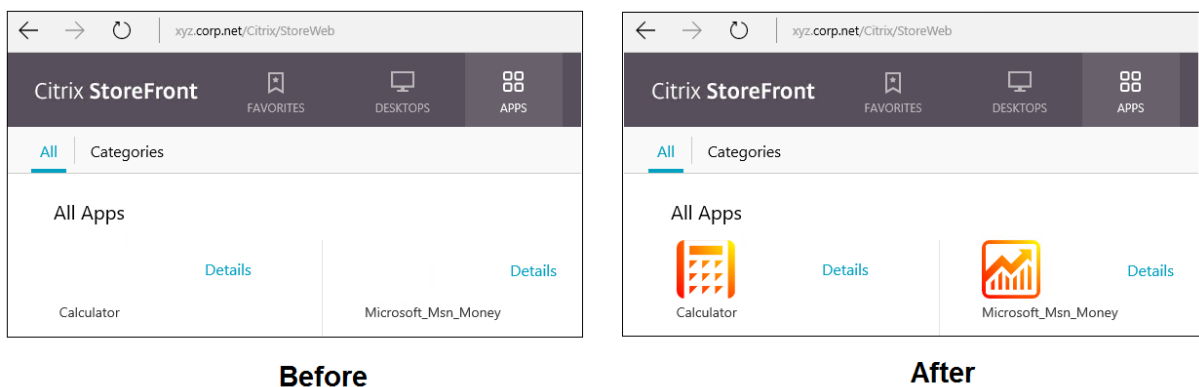 xyz.corp.net/Citrix/StoreWeb
Citrix StoreFront
FAVORITES
DESKTOPS
APPS
All
Categories
All Apps
Details
Details
Calculator
Microsoft_Msn_Money
Before
xyz.corp.net/Citrix/StoreWeb
Citrix StoreFront
FAVORITES
DESKTOPS
APPS
All
Categories
All Apps
Details
Details
Calculator
Microsoft_Msn_Money
After